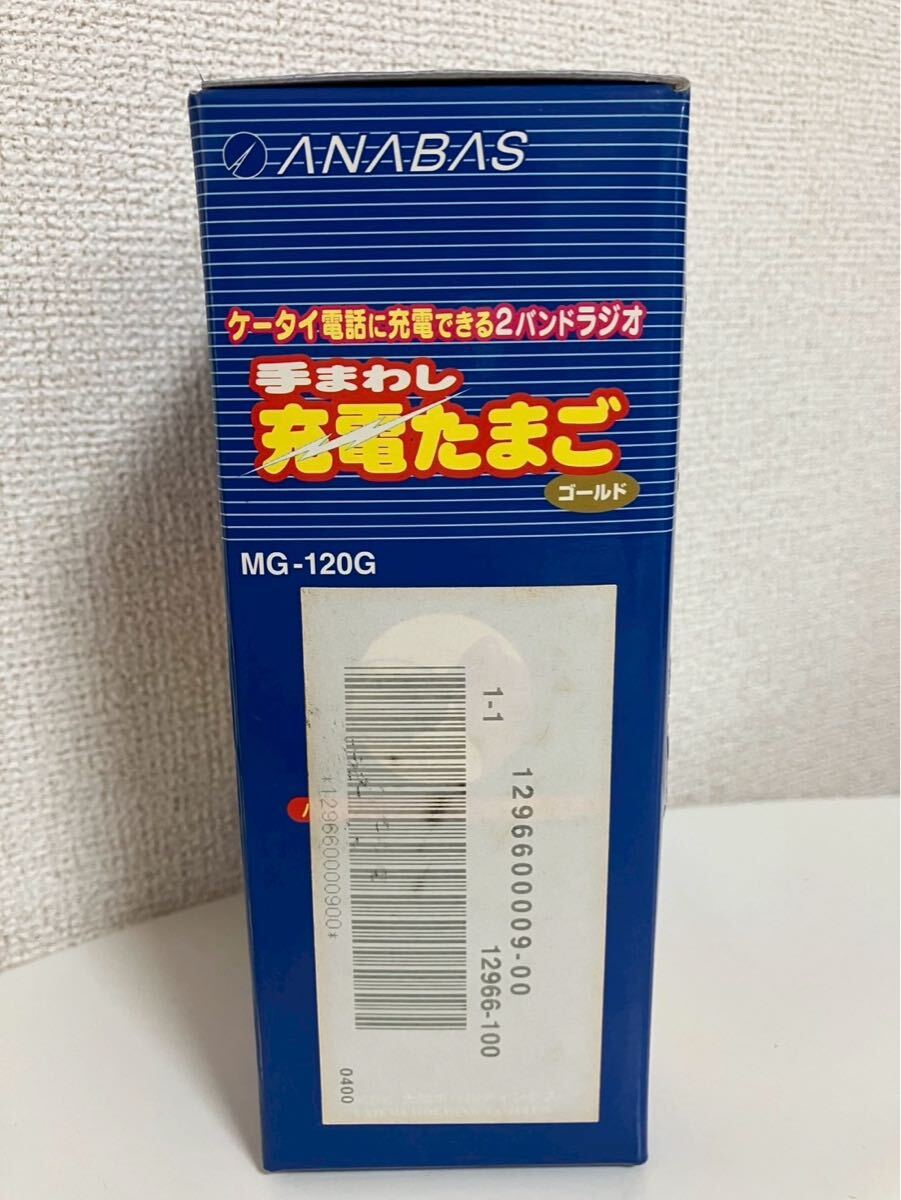 ANABAS
ケータイ電話に充電できる2バンドラジオ
手まわし
充電たまご
ゴールド
MG-120G
1-1
1296600009-00
12966-100
*129660000900*
0400